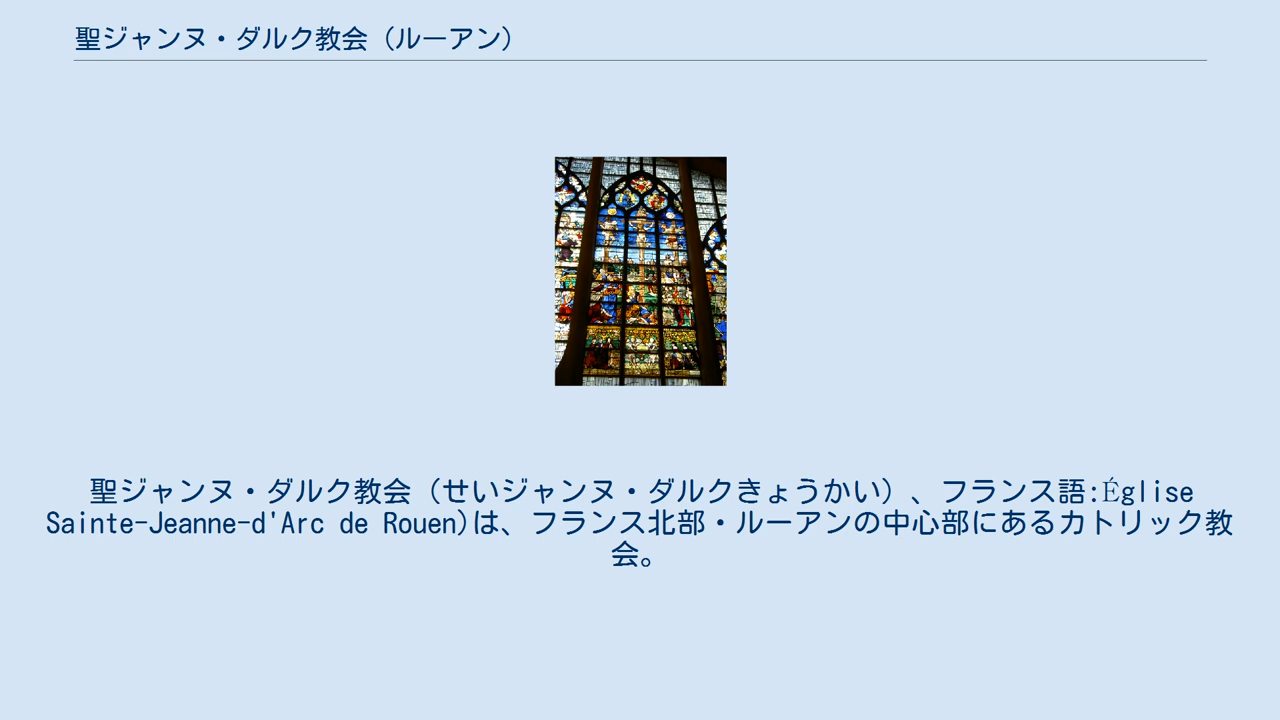 聖ジャンヌ・ダルク教会（ルーアン）
聖ジャンヌ・ダルク教会（せいジャンヌ・ダルクきょうかい）、フランス語:Église
Sainte-Jeanne-d'Arc de Rouen)は、フランス北部・ルーアンの中心部にあるカトリック教
会。